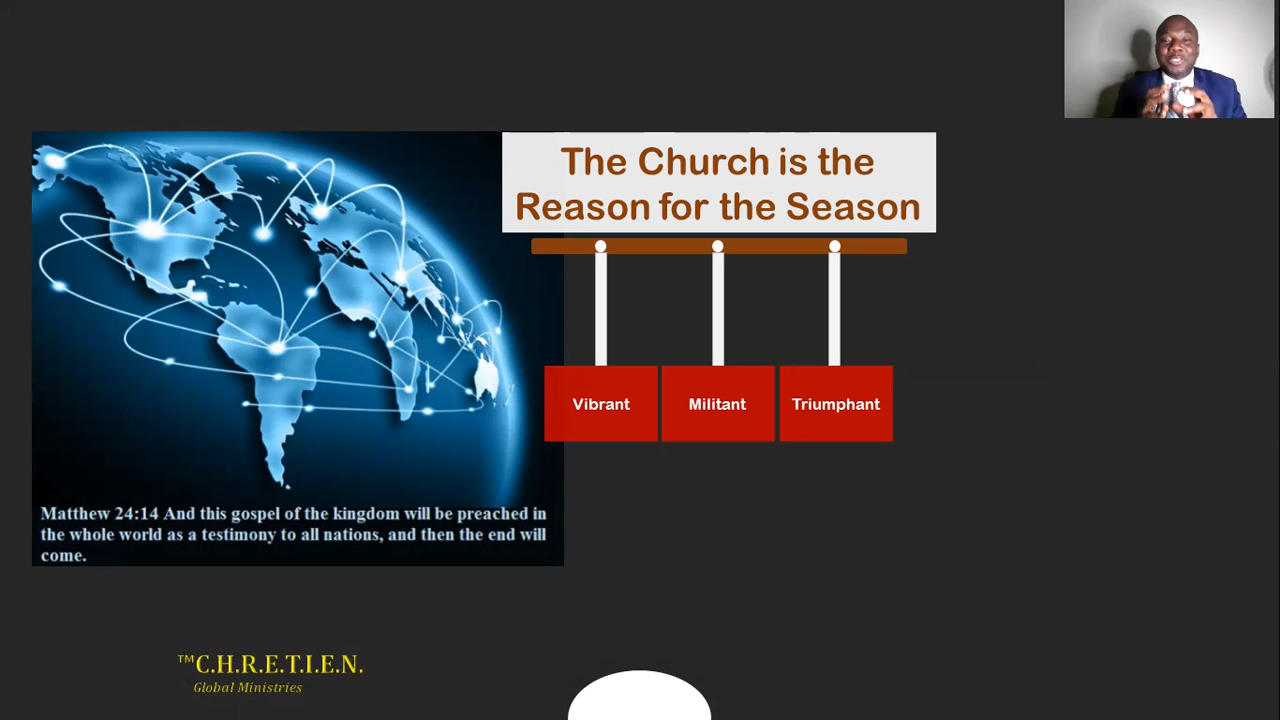 The Church is the
Reason for the Season
Vibrant
Militant
Triumphant
Matthew 24:14 And this gospel of the kingdom will be preached in
the whole world as a testimony to all nations, and then the end will
come.
™C.H.R.E.T.I.E.N.
Global Ministries